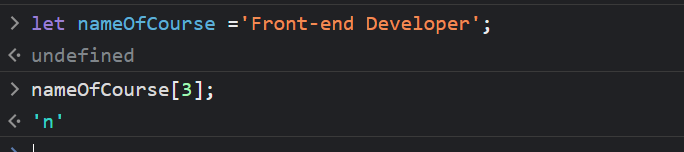 > let nameOfCourse ='Front-end Developer';
undefined
> nameOfCourse[3];
'n'
>